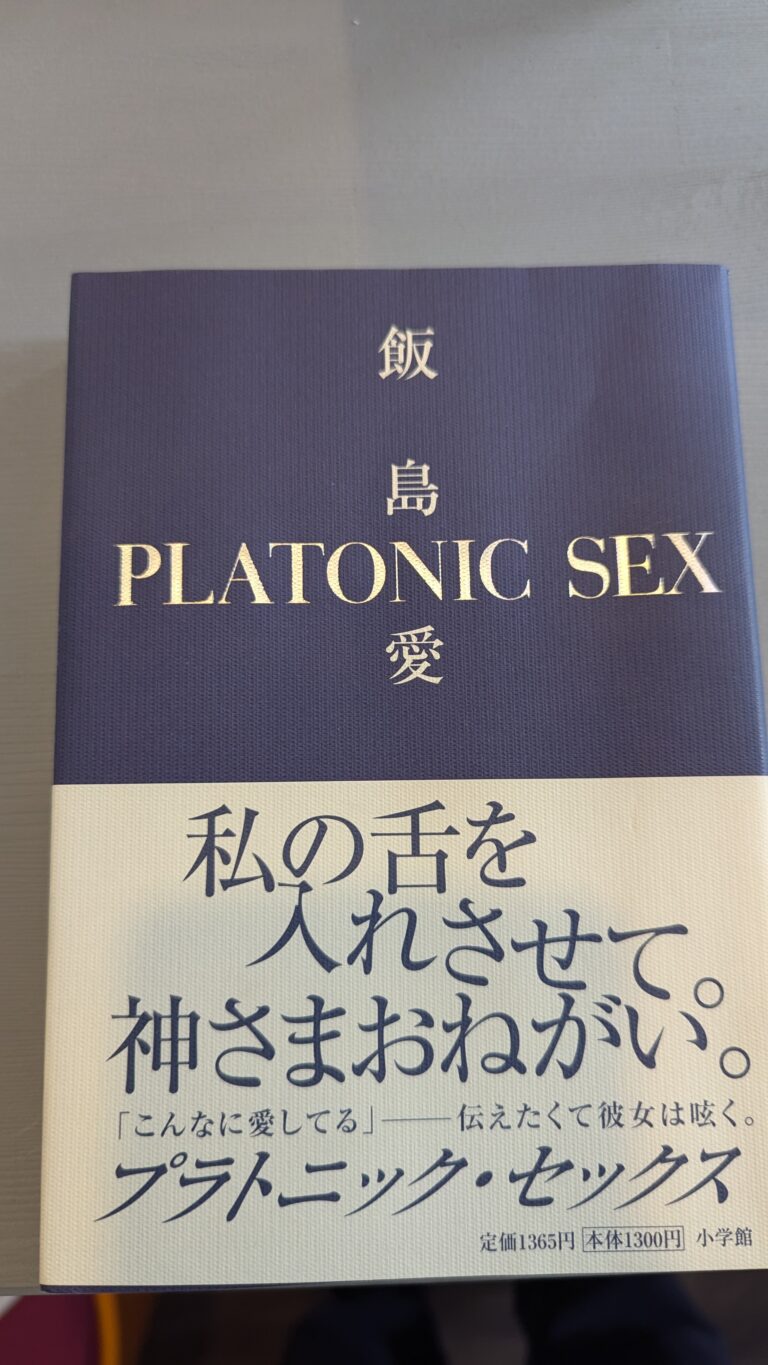 飯島愛
PLATONIC SEX
私の舌を
入れさせて。
神さまおねがい。
「こんなに愛してる」──伝えたくて彼女は呟く。
プラトニック・セックス
定価1365円 本体1300円 小学館